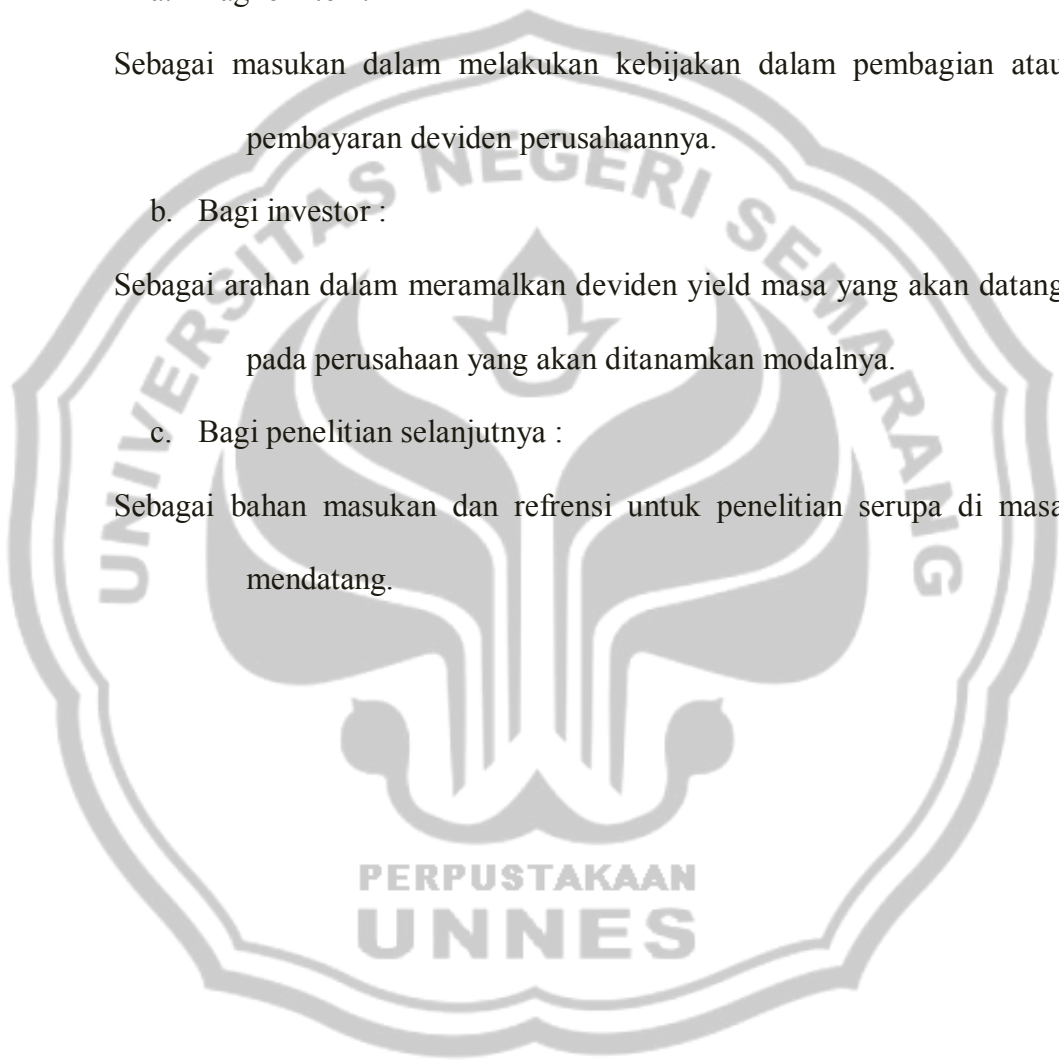 Sebagai masukan dalam melakukan kebijakan dalam pembagian atau
pembayaran deviden perusahaannya.
b. Bagi investor :
Sebagai arahan dalam meramalkan deviden yield masa yang akan datang
pada perusahaan yang akan ditanamkan modalnya.
c. Bagi penelitian selanjutnya :
Sebagai bahan masukan dan refrensi untuk penelitian serupa di masa
mendatang.
UNIVERSITAS NEGERI SEMARANG
PERPUSTAKAAN
UNNES